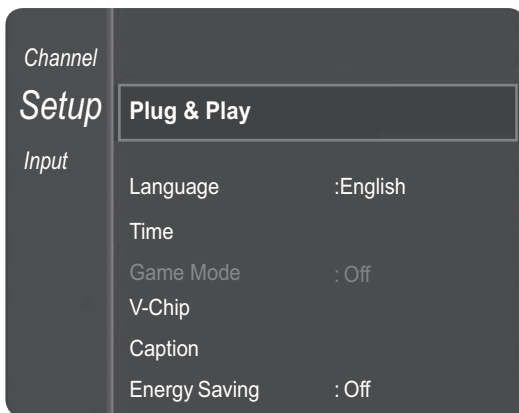 Channel
Setup
Input
Plug & Play
Language :English
Time
Game Mode : Off
V-Chip
Caption
Energy Saving : Off